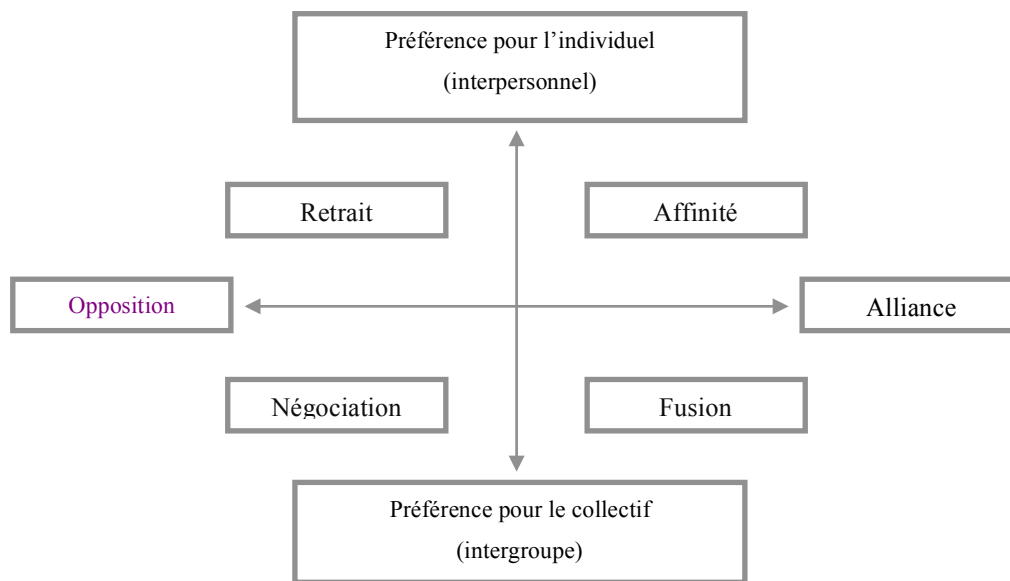 Préférence pour l’individuel
(interpersonnel)
Retrait
Affinité
Opposition
Alliance
Négociation
Fusion
Préférence pour le collectif
(intergroupe)